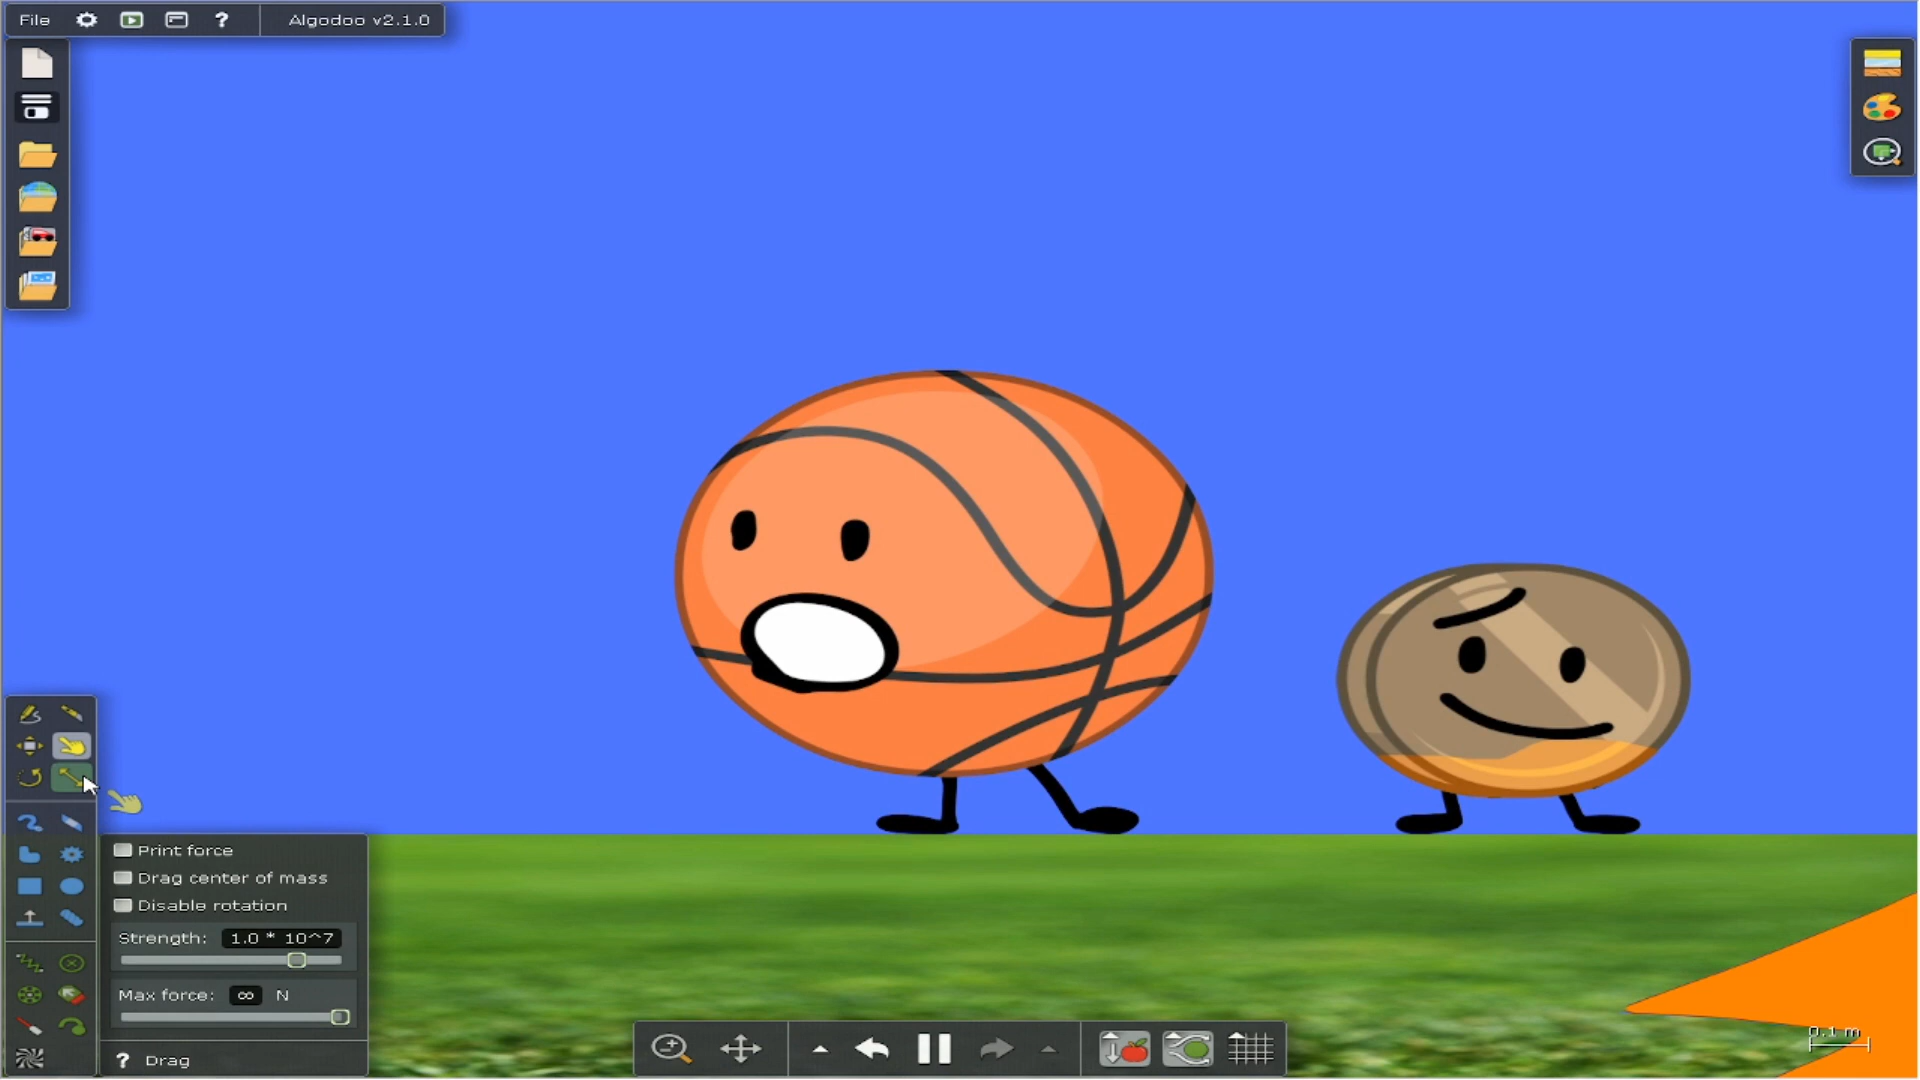 File
?
Algodoo v2.1.0
Print force
Drag center of mass
Disable rotation
Strength: 1.0 * 10^7
Max force: ∞ N
? Drag
0.1 m